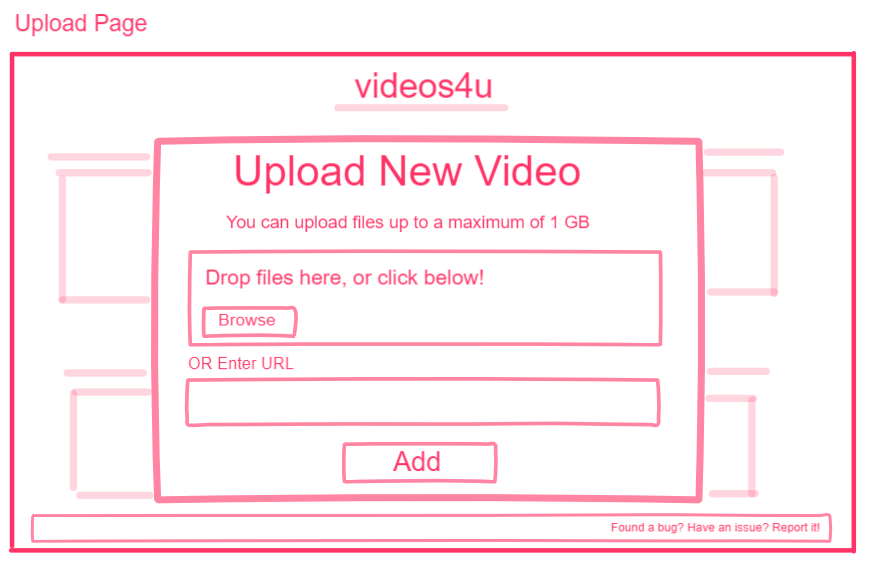 Upload Page
videos4u
Upload New Video
You can upload files up to a maximum of 1 GB
Drop files here, or click below!
Browse
OR Enter URL
Add
Found a bug? Have an issue? Report it!